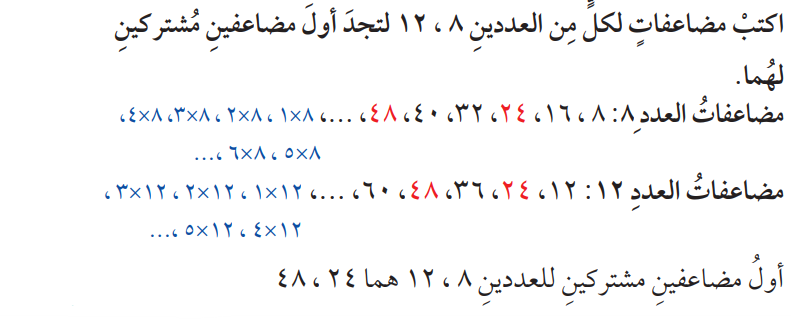 اكتبْ مضاعفاتٍ لكلٍّ مِن العددينِ ٨ ، ١٢ لتجدَ أولَ مضاعفينِ مُشتركينِ
لهُما.
مضاعفاتُ العددِ ٨: ٨ ، ١٦، ٢٤، ٣٢، ٤٠، ٤٨، ...، ٨×١ ، ٨×٢ ، ٨×٣، ٨×٤،
٨×٥ ، ٨×٦ ،...
مضاعفاتُ العددِ ١٢ : ١٢، ٢٤، ٣٦، ٤٨، ٦٠، ...، ١٢×١ ، ١٢×٢ ، ١٢×٣ ،
١٢×٤ ، ١٢×٥ ،...
أولُ مضاعفينِ مشتركينِ للعددينِ ٨ ، ١٢ هما ٢٤ ، ٤٨